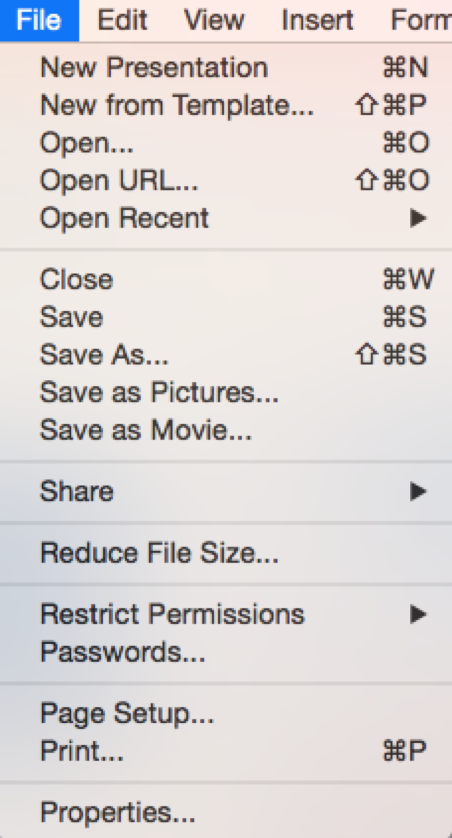 File Edit View Insert Form
New Presentation ⌘N
New from Template... ⇧⌘P
Open... ⌘O
Open URL... ⇧⌘O
Open Recent ▶
Close ⌘W
Save ⌘S
Save As... ⇧⌘S
Save as Pictures...
Save as Movie...
Share ▶
Reduce File Size...
Restrict Permissions ▶
Passwords...
Page Setup...
Print... ⌘P
Properties...